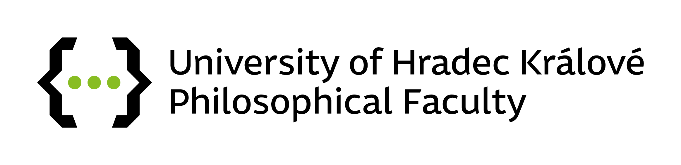 University of Hradec Králové
Philosophical Faculty